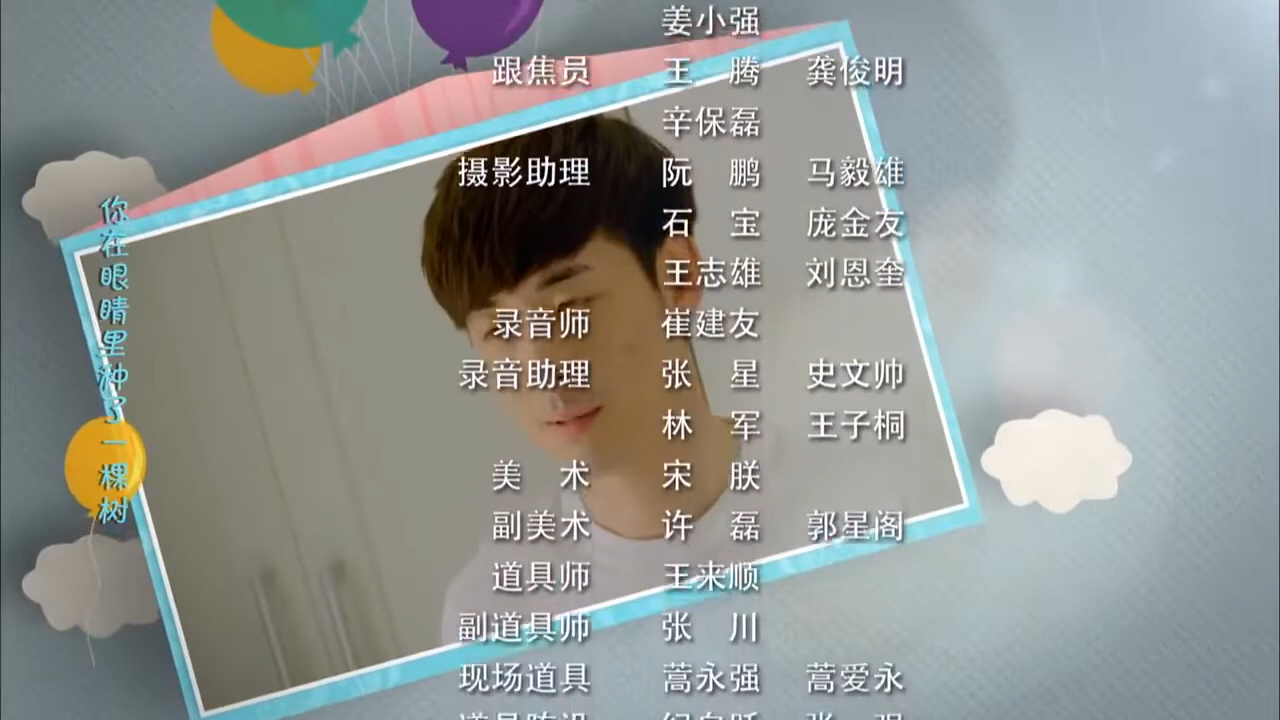 姜小强
跟焦员 王腾 龚俊明
辛保磊
摄影助理 阮鹏 马毅雄
石宝 庞金友
王志雄 刘恩奎
录音师 崔建友
录音助理 张星 史文帅
林军 王子桐
美术 宋朕
副美术 许磊 郭星阁
道具师 王来顺
副道具师 张川
现场道具 蒿永强 蒿爱永
你在眼睛里种了一棵树